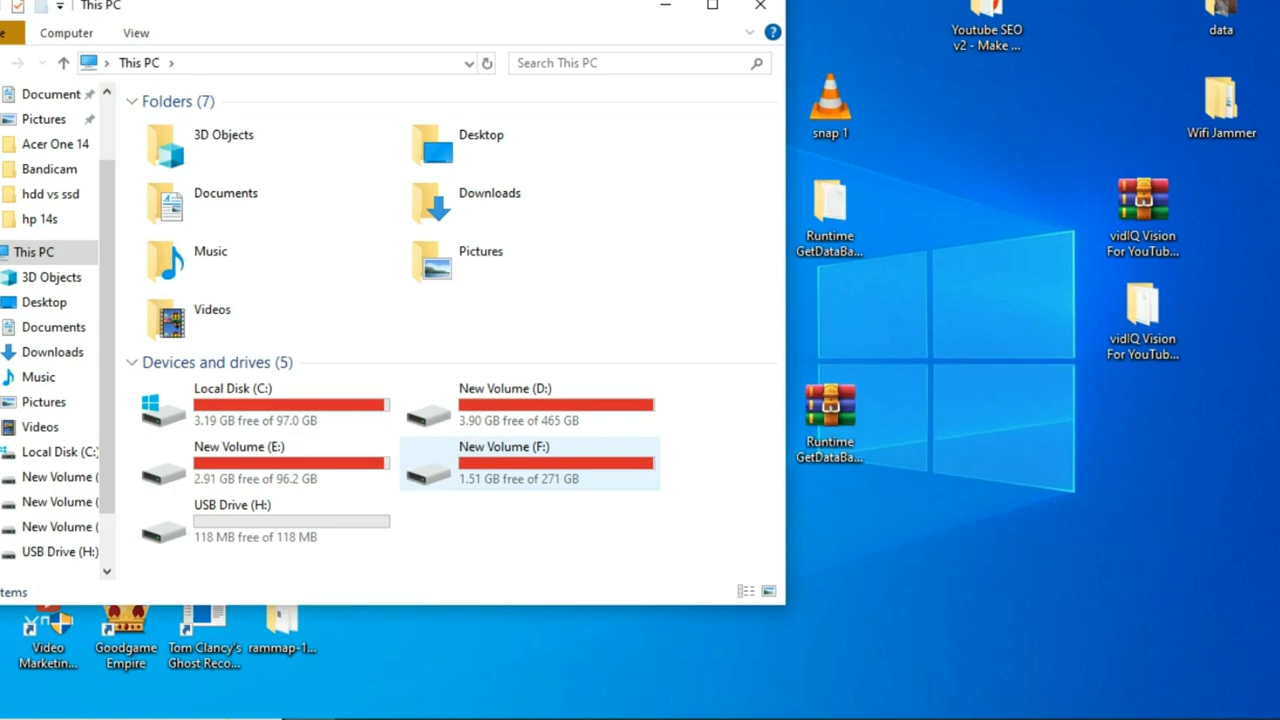 This PC
e
Computer
View
This PC
Search This PC
Document
Pictures
Acer One 14
Bandicam
hdd vs ssd
hp 14s
This PC
3D Objects
Desktop
Documents
Downloads
Music
Pictures
Videos
Local Disk (C:)
New Volume (
New Volume (
New Volume (
USB Drive (H:)
Folders (7)
3D Objects
Desktop
Documents
Downloads
Music
Pictures
Videos
Devices and drives (5)
Local Disk (C:)
3.19 GB free of 97.0 GB
New Volume (D:)
3.90 GB free of 465 GB
New Volume (E:)
2.91 GB free of 96.2 GB
New Volume (F:)
1.51 GB free of 271 GB
USB Drive (H:)
118 MB free of 118 MB
tems
Youtube SEO
v2 - Make ...
data
snap 1
Wifi Jammer
Runtime
GetDataBa...
vidIQ Vision
For YouTub...
vidIQ Vision
For YouTub...
Runtime
GetDataBa...
Video
Marketin...
Goodgame
Empire
Tom Clancy's
Ghost Reco...
rammap-1...